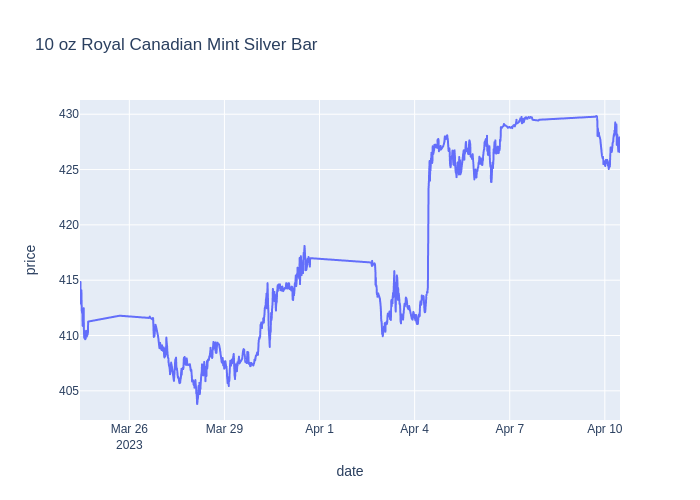 10 oz Royal Canadian Mint Silver Bar
430
425
420
415
410
405
price
Mar 26
2023
Mar 29
Apr 1
Apr 4
Apr 7
Apr 10
date